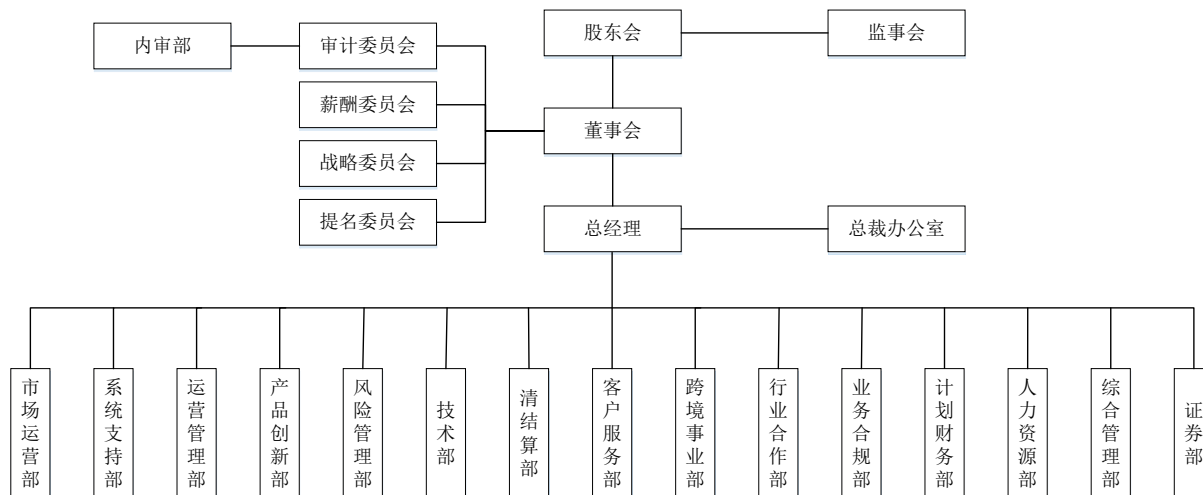 内审部
审计委员会
股东会
监事会
薪酬委员会
董事会
战略委员会
提名委员会
总经理
总裁办公室
市场运营部
系统支持部
运营管理部
产品创新部
风险管理部
技术部
清结算部
客户服务部
跨境事业部
行业合作部
业务合规部
计划财务部
人力资源部
综合管理部
证券部